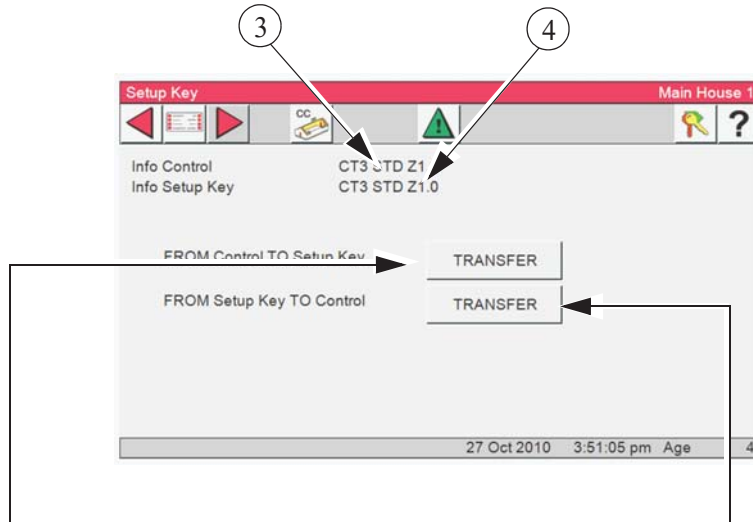 3 4
Setup Key Main House 1
CC ?
Info Control CT3 STD Z1
Info Setup Key CT3 STD Z1.0
FROM Control TO Setup Key TRANSFER
FROM Setup Key TO Control TRANSFER
27 Oct 2010 3:51:05 pm Age 4